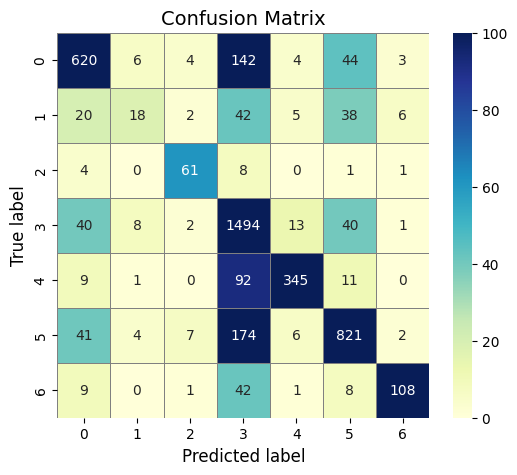 Confusion Matrix
0 620 6 4 142 4 44 3
1 20 18 2 42 5 38 6
2 4 0 61 8 0 1 1
3 40 8 2 1494 13 40 1
4 9 1 0 92 345 11 0
5 41 4 7 174 6 821 2
6 9 0 1 42 1 8 108
0 1 2 3 4 5 6
Predicted label
True label
100
80
60
40
20
0